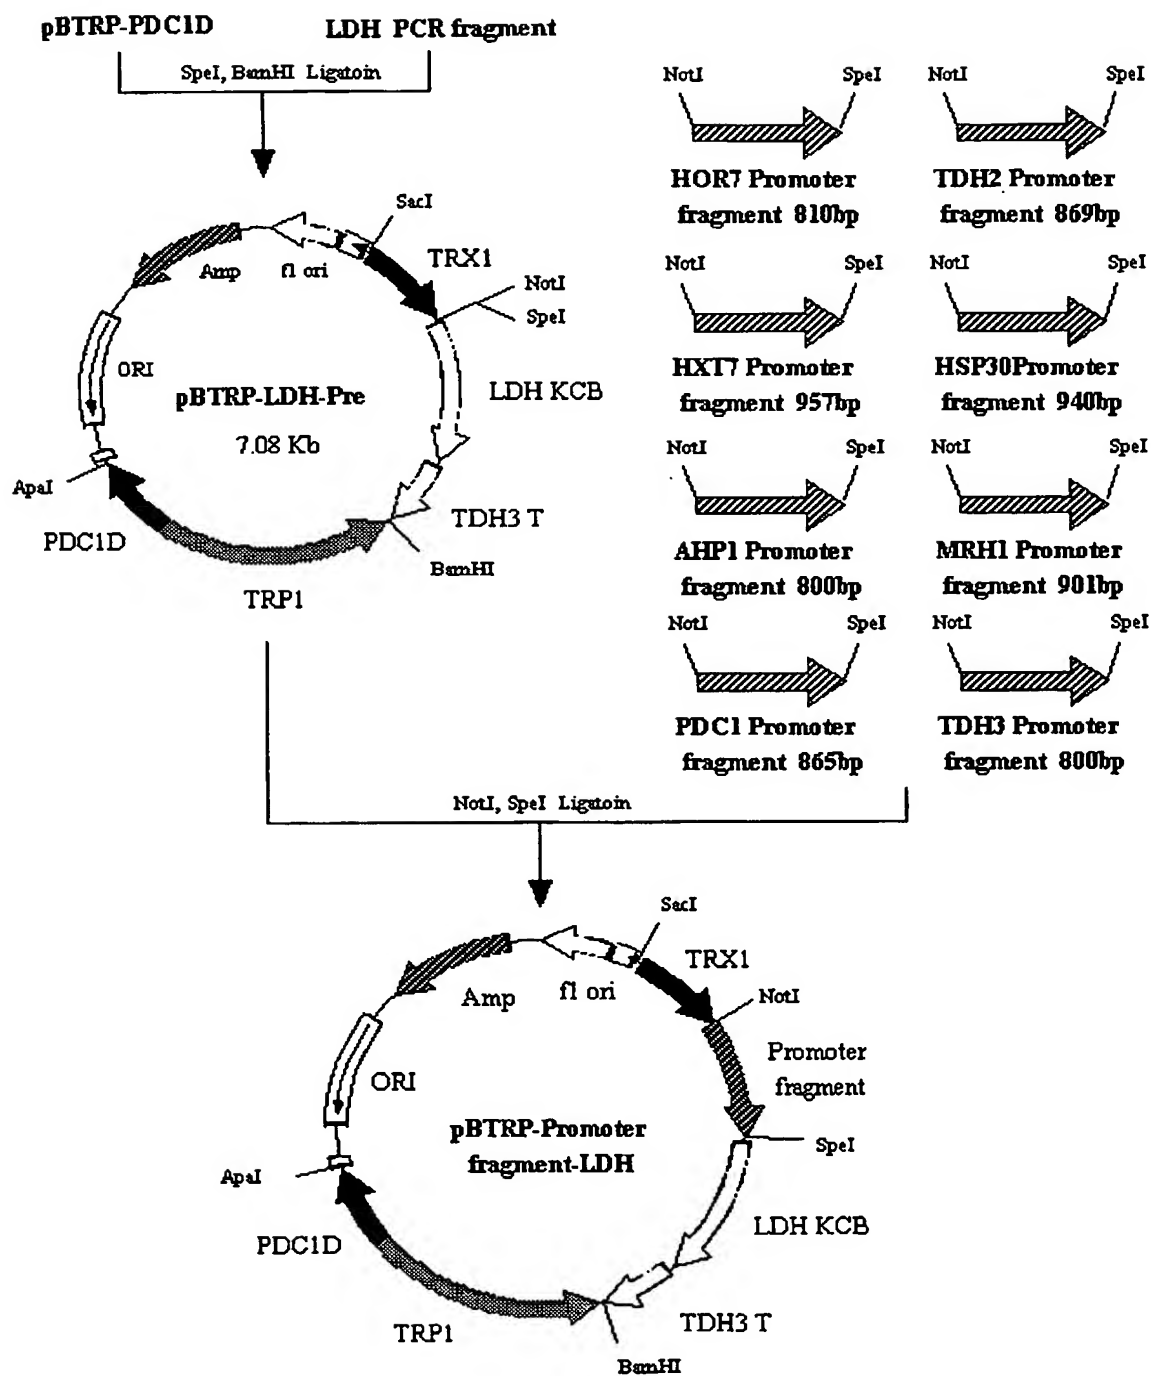 pBTRP-PDC1D
LDH PCR fragment
SpeI, BamHI Ligatoin
SacI
TRX1
NotI
SpeI
Amp
f1 ori
ORI
pBTRP-LDH-Pre
7.08 Kb
LDH KCB
ApaI
PDC1D
TDH3 T
BamHI
TRP1
NotI
SpeI
HOR7 Promoter
fragment 810bp
NotI
SpeI
TDH2 Promoter
fragment 869bp
NotI
SpeI
HXT7 Promoter
fragment 957bp
NotI
SpeI
HSP30Promoter
fragment 940bp
NotI
SpeI
AHP1 Promoter
fragment 800bp
NotI
SpeI
MRH1 Promoter
fragment 901bp
NotI
SpeI
PDC1 Promoter
fragment 865bp
NotI
SpeI
TDH3 Promoter
fragment 800bp
NotI, SpeI Ligatoin
SacI
TRX1
NotI
Amp
f1 ori
Promoter
fragment
ORI
pBTRP-Promoter
fragment-LDH
SpeI
ApaI
PDC1D
LDH KCB
TDH3 T
TRP1
BamHI